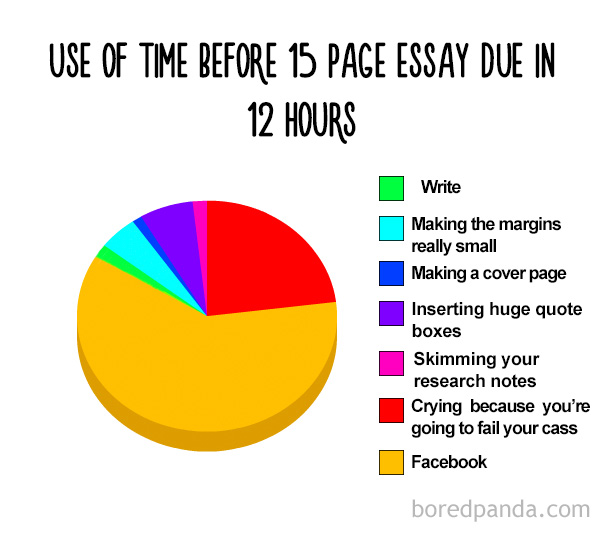 USE OF TIME BEFORE 15 PAGE ESSAY DUE IN
12 HOURS
Write
Making the margins
really small
Making a cover page
Inserting huge quote
boxes
Skimming your
research notes
Crying because you're
going to fail your cass
Facebook
boredpanda.com